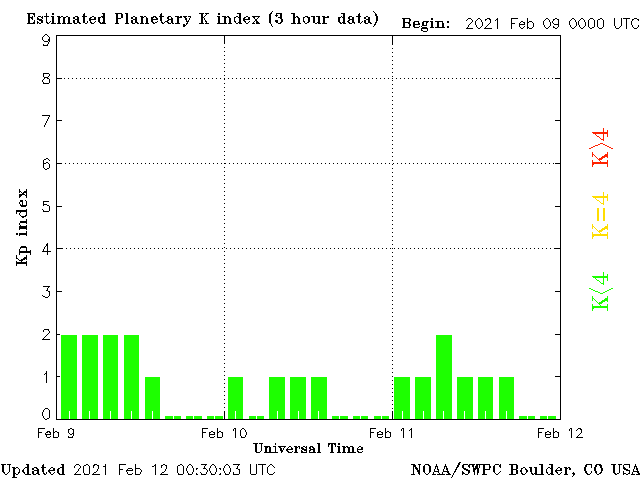 Estimated Planetary K index (3 hour data) Begin: 2021 Feb 09 0000 UTC
9
8
7
6
5
4
3
2
1
0
Kp index
K>4
K=4
K<4
Feb 9 Feb 10 Feb 11 Feb 12
Universal Time
Updated 2021 Feb 12 00:30:03 UTC NOAA/SWPC Boulder, CO USA